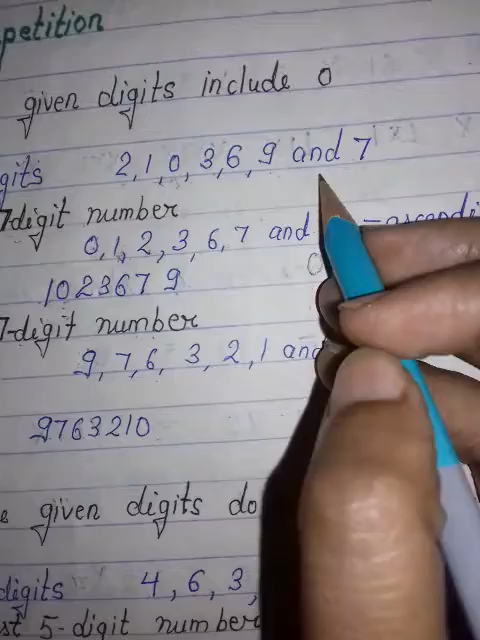 petition
given digits include 0
gits 2, 1, 0, 3, 6, 9 and 7
7digit number
0, 1, 2, 3, 6, 7 and - ascendi
1023679
7-digit number
9, 7, 6, 3, 2, 1 and
9763210
given digits do
digits 4, 6, 3,
st 5-digit number